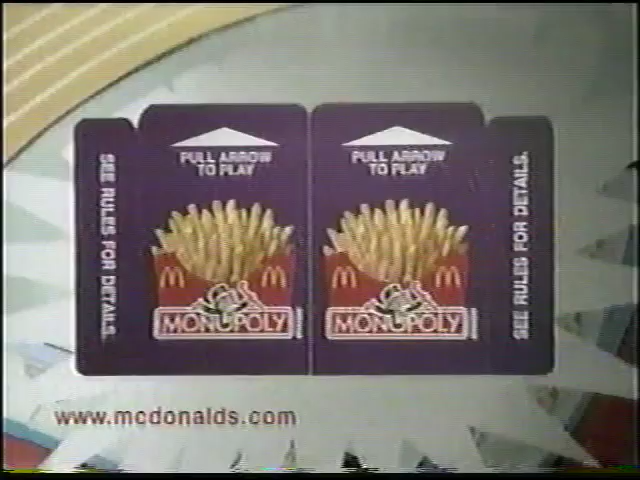 SEE RULES FOR DETAILS.
PULL ARROW
TO PLAY
MONOPOLY
PULL ARROW
TO PLAY
MONOPOLY
SEE RULES FOR DETAILS.
www.mcdonalds.com